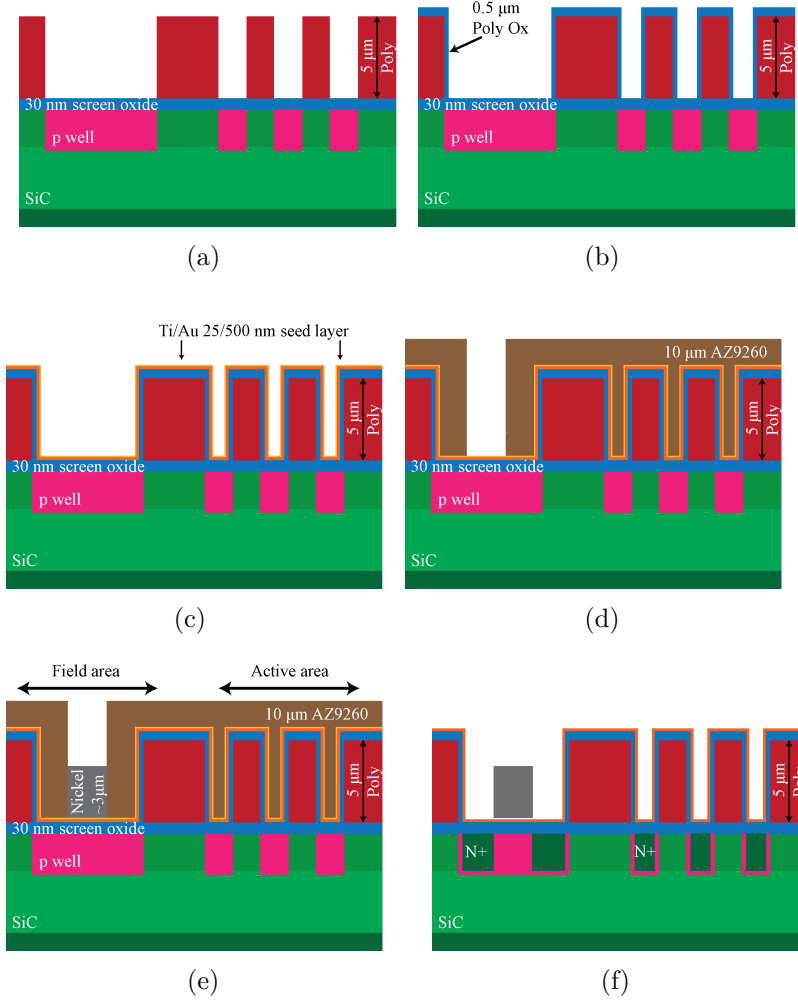 5 μm
Poly
30 nm screen oxide
p well
SiC
(a)
0.5 μm
Poly Ox
5 μm
Poly
30 nm screen oxide
p well
SiC
(b)
Ti/Au 25/500 nm seed layer
5 μm
Poly
30 nm screen oxide
p well
SiC
(c)
10 μm AZ9260
5 μm
Poly
30 nm screen oxide
p well
SiC
(d)
Field area
Active area
10 μm AZ9260
Nickel
~3μm
5 μm
Poly
30 nm screen oxide
p well
SiC
(e)
5 μm
Poly
N+
N+
SiC
(f)